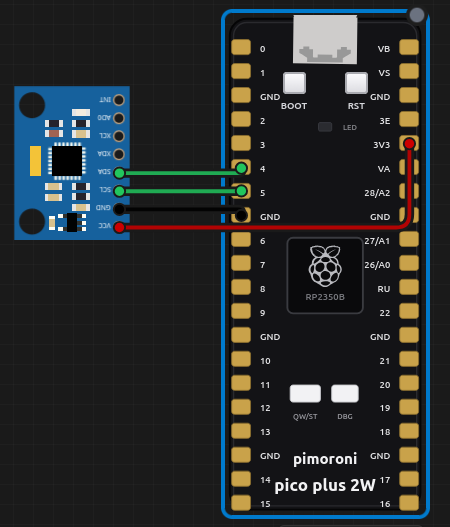 INT
AD0
XCL
XDA
SDA
SCL
GND
VCC
0 VB
1 VS
GND GND
BOOT RST
2 3E
LED
3 3V3
4 VA
5 28/A2
GND GND
6 27/A1
7 26/A0
RP2350B
8 RU
9 22
GND GND
10 21
11 20
12 19
QW/ST DBG
13 18
GND GND
pimoroni
14 17
pico plus 2W
15 16